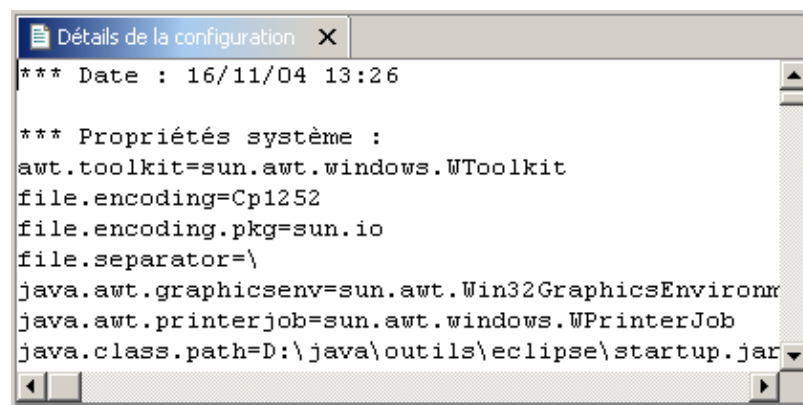 Détails de la configuration
*** Date : 16/11/04 13:26
*** Propriétés système :
awt.toolkit=sun.awt.windows.WToolkit
file.encoding=Cp1252
file.encoding.pkg=sun.io
file.separator=\
java.awt.graphicsenv=sun.awt.Win32GraphicsEnvironm
java.awt.printerjob=sun.awt.windows.WPrinterJob
java.class.path=D:\java\outils\eclipse\startup.jar